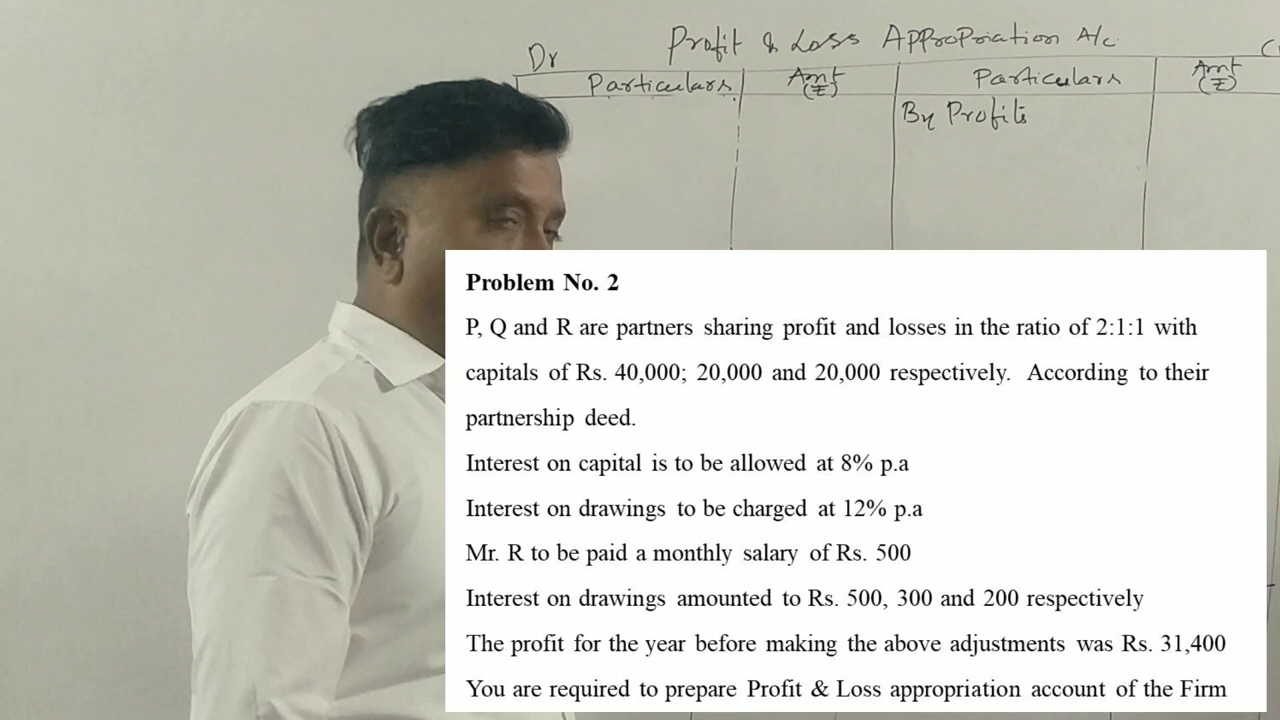 Dr Profit & Loss Appropriation A/c
Particulars Amt (₹) Particulars Amt (₹)
By Profits
Problem No. 2
P, Q and R are partners sharing profit and losses in the ratio of 2:1:1 with
capitals of Rs. 40,000; 20,000 and 20,000 respectively. According to their
partnership deed.
Interest on capital is to be allowed at 8% p.a
Interest on drawings to be charged at 12% p.a
Mr. R to be paid a monthly salary of Rs. 500
Interest on drawings amounted to Rs. 500, 300 and 200 respectively
The profit for the year before making the above adjustments was Rs. 31,400
You are required to prepare Profit & Loss appropriation account of the Firm